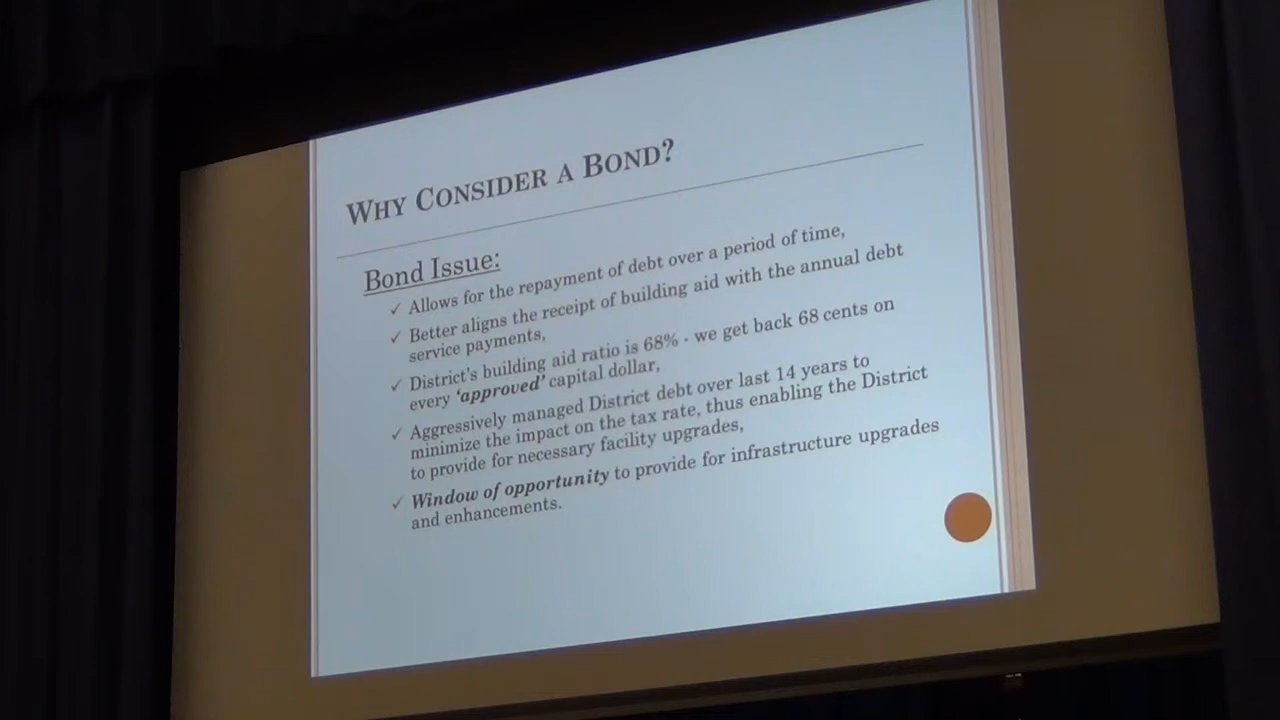 WHY CONSIDER A BOND?
Bond Issue:
✓ Allows for the repayment of debt over a period of time,
✓ Better aligns the receipt of building aid with the annual debt
service payments,
✓ District's building aid ratio is 68% - we get back 68 cents on
every 'approved' capital dollar,
✓ Aggressively managed District debt over last 14 years to
minimize the impact on the tax rate, thus enabling the District
to provide for necessary facility upgrades,
✓ Window of opportunity to provide for infrastructure upgrades
and enhancements.